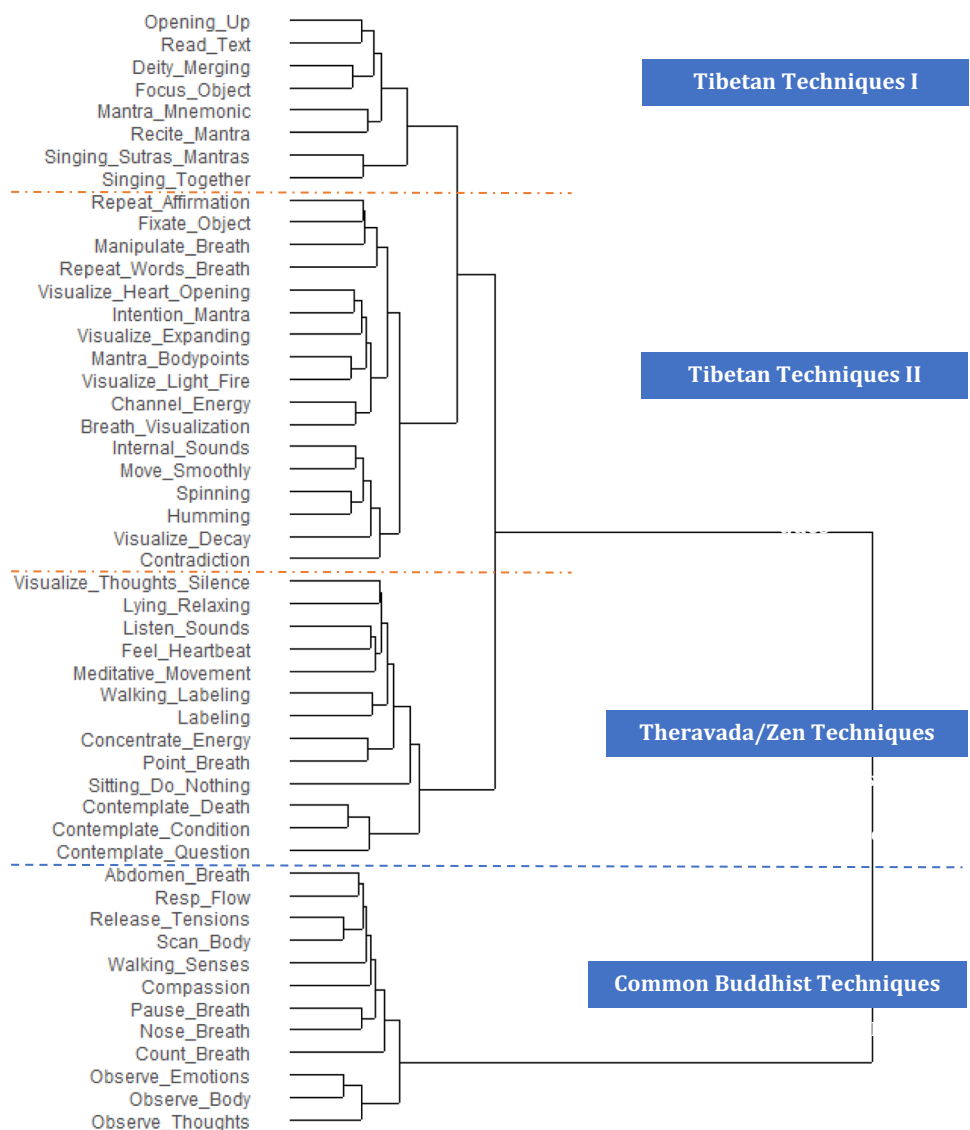 Opening_Up
Read_Text
Deity_Merging
Focus_Object
Mantra_Mnemonic
Recite_Mantra
Singing_Sutras_Mantras
Singing_Together
Repeat_Affirmation
Fixate_Object
Manipulate_Breath
Repeat_Words_Breath
Visualize_Heart_Opening
Intention_Mantra
Visualize_Expanding
Mantra_Bodypoints
Visualize_Light_Fire
Channel_Energy
Breath_Visualization
Internal_Sounds
Move_Smoothly
Spinning
Humming
Visualize_Decay
Contradiction
Visualize_Thoughts_Silence
Lying_Relaxing
Listen_Sounds
Feel_Heartbeat
Meditative_Movement
Walking_Labeling
Labeling
Concentrate_Energy
Point_Breath
Sitting_Do_Nothing
Contemplate_Death
Contemplate_Condition
Contemplate_Question
Abdomen_Breath
Resp_Flow
Release_Tensions
Scan_Body
Walking_Senses
Compassion
Pause_Breath
Nose_Breath
Count_Breath
Observe_Emotions
Observe_Body
Observe_Thoughts
Tibetan Techniques I
Tibetan Techniques II
Theravada/Zen Techniques
Common Buddhist Techniques